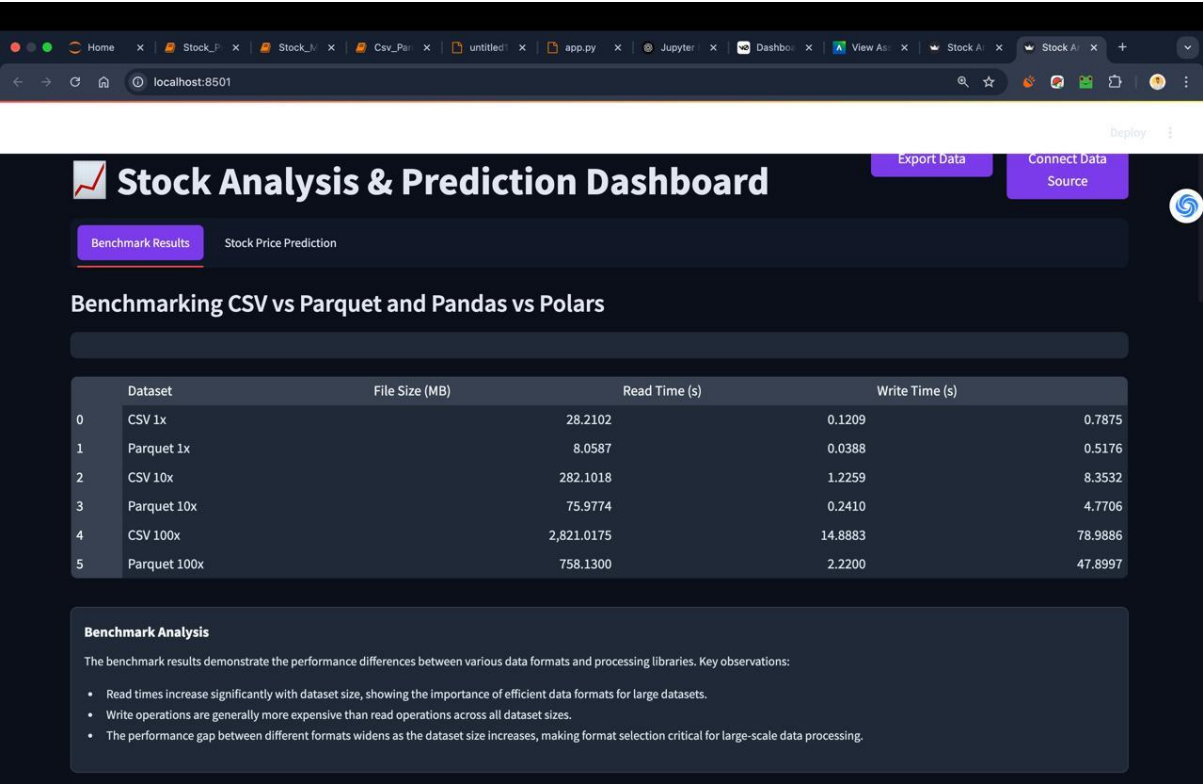 Home
Stock_P
Stock_M
Csv_Par
untitled1
app.py
Jupyter
Dashboa
View Ass
Stock A
Stock A
localhost:8501
Deploy
Stock Analysis & Prediction Dashboard
Export Data
Connect Data
Source
Benchmark Results Stock Price Prediction
Benchmarking CSV vs Parquet and Pandas vs Polars
Dataset File Size (MB) Read Time (s) Write Time (s)
0 CSV 1x 28.2102 0.1209 0.7875
1 Parquet 1x 8.0587 0.0388 0.5176
2 CSV 10x 282.1018 1.2259 8.3532
3 Parquet 10x 75.9774 0.2410 4.7706
4 CSV 100x 2,821.0175 14.8883 78.9886
5 Parquet 100x 758.1300 2.2200 47.8997
Benchmark Analysis
The benchmark results demonstrate the performance differences between various data formats and processing libraries. Key observations:
• Read times increase significantly with dataset size, showing the importance of efficient data formats for large datasets.
• Write operations are generally more expensive than read operations across all dataset sizes.
• The performance gap between different formats widens as the dataset size increases, making format selection critical for large-scale data processing.